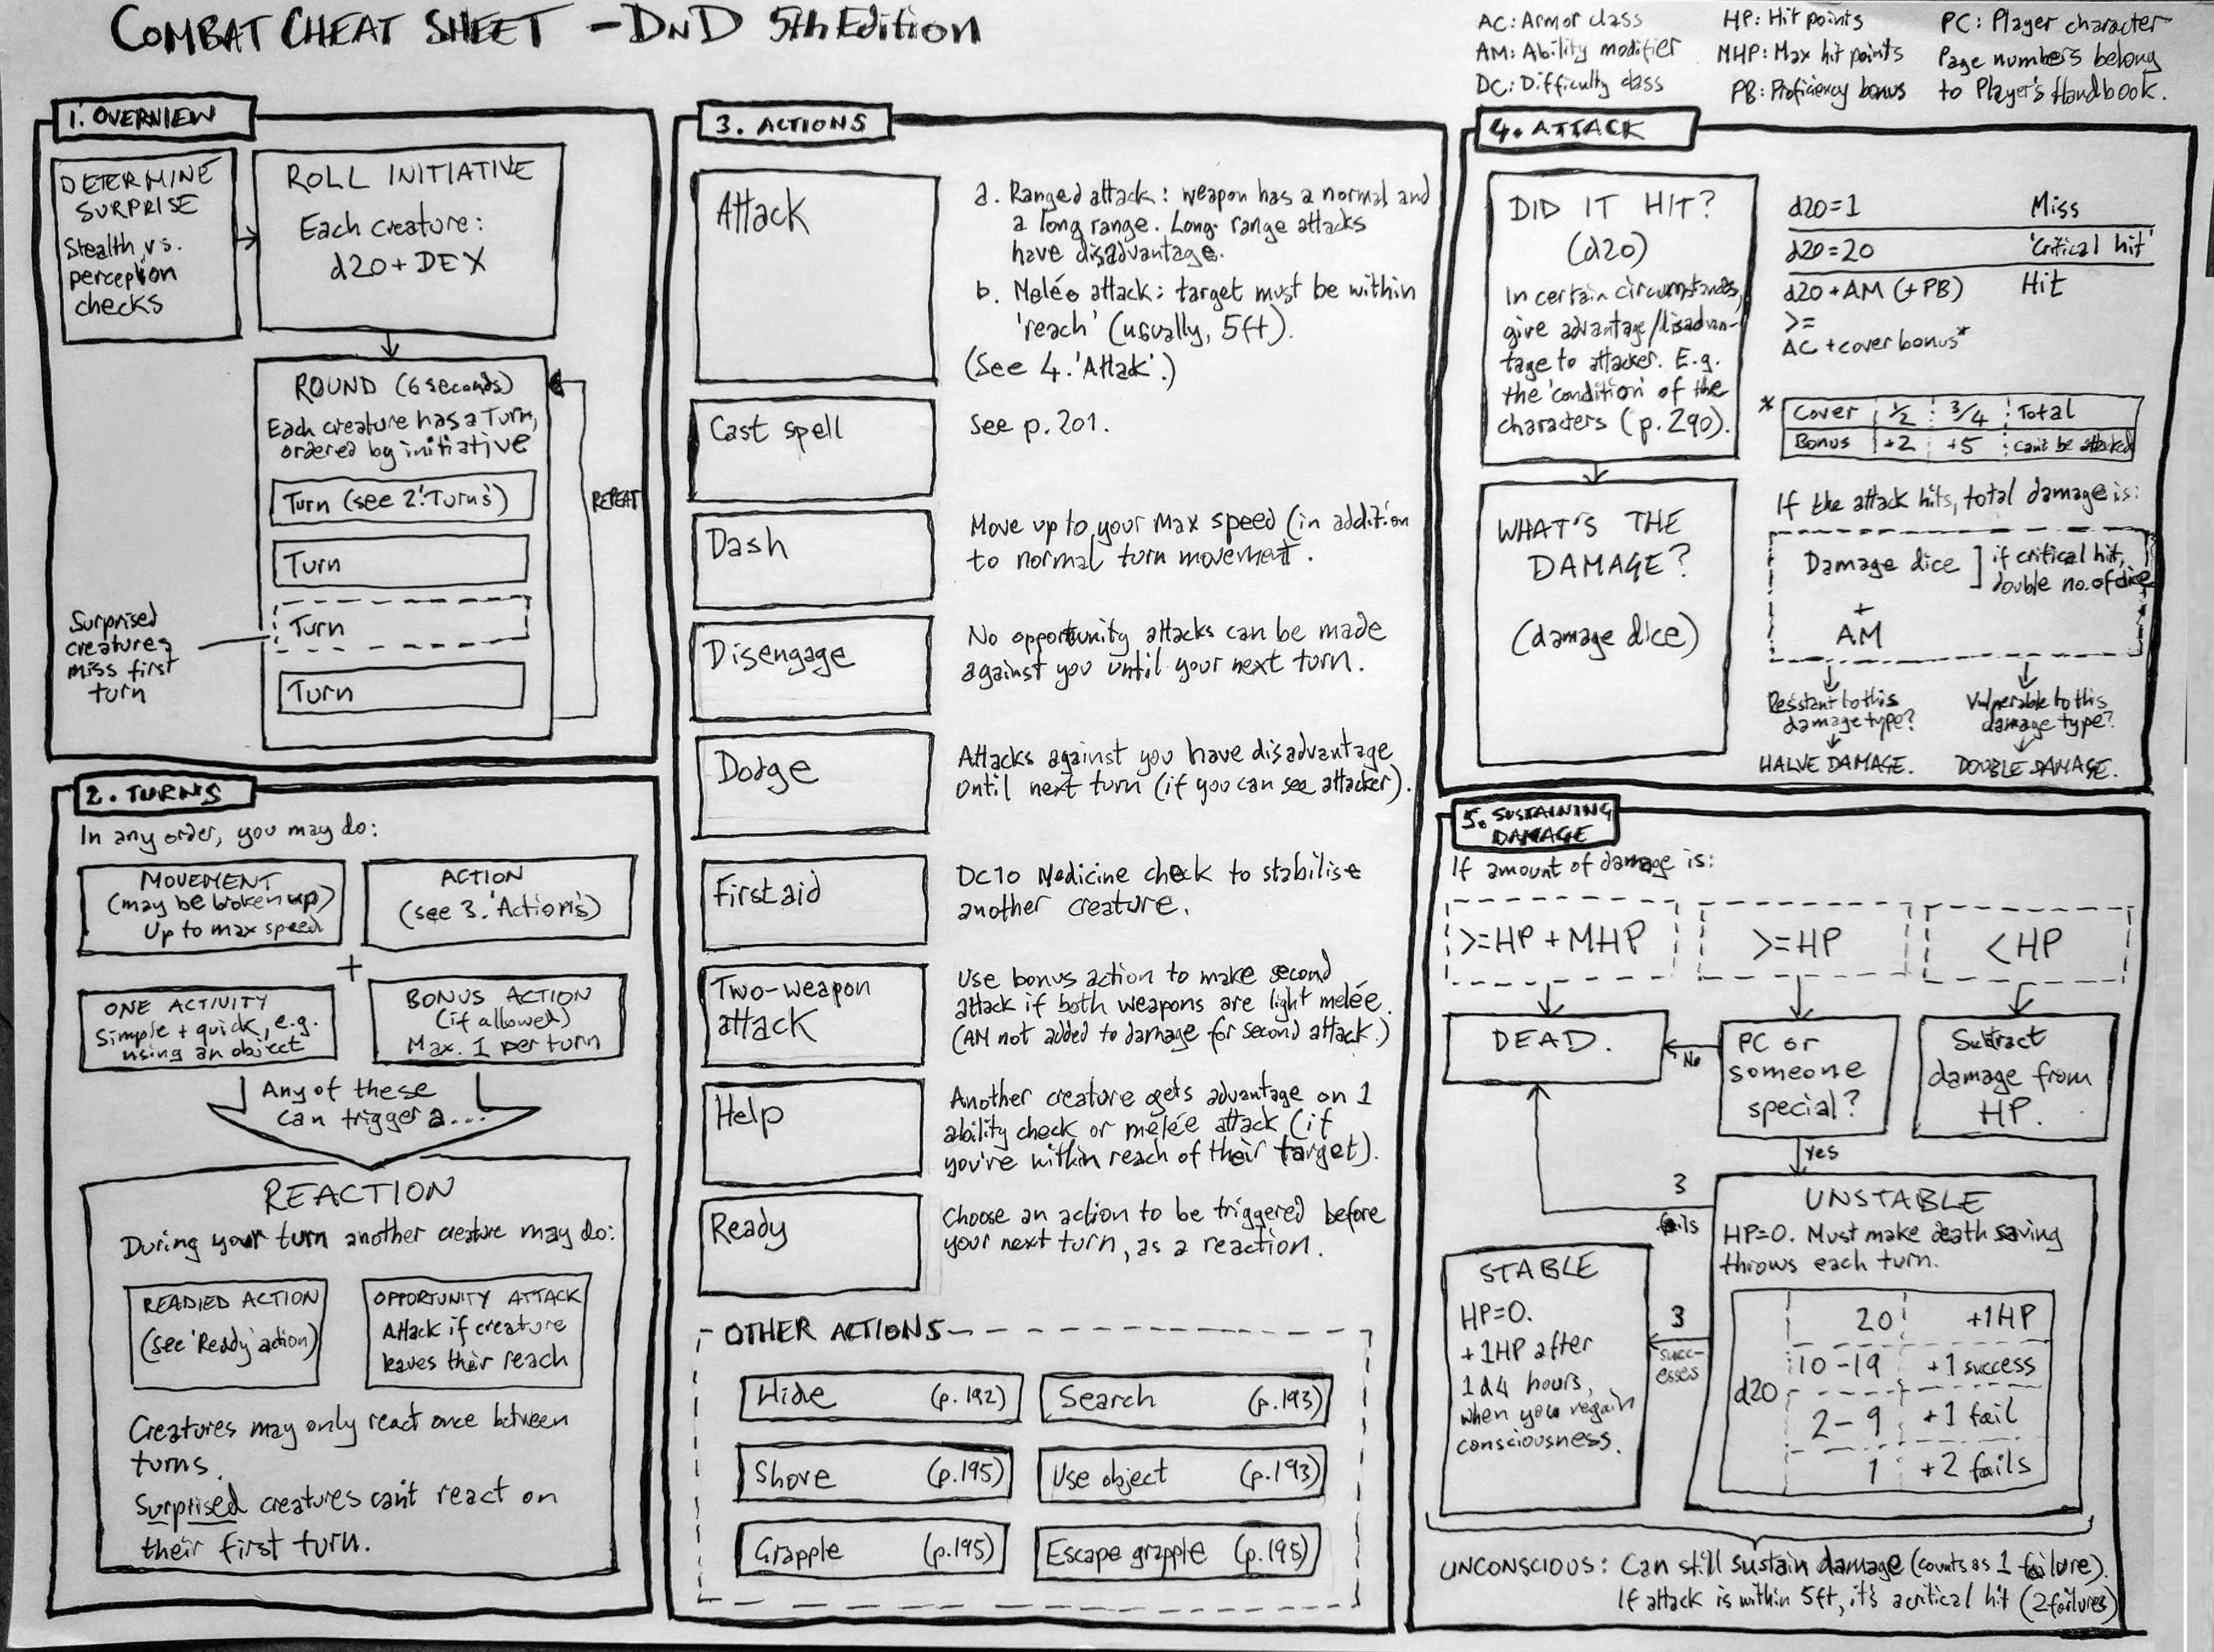 COMBAT CHEAT SHEET - DnD 5th Edition
AC: Armor class
AM: Ability modifier
DC: Difficulty class
HP: Hit points
MHP: Max hit points
PB: Proficiency bonus
PC: Player character
Page numbers belong
to Player's Handbook.
1. OVERVIEW
DETERMINE
SURPRISE
Stealth vs.
perception
checks
ROLL INITIATIVE
Each creature:
d20 + DEX
ROUND (6 seconds)
Each creature has a Turn,
ordered by initiative
Turn (see 2.'Turns')
Turn
Turn
Turn
REPEAT
Surprised
creatures
miss first
turn
2. TURNS
In any order, you may do:
MOVEMENT
(may be broken up)
Up to max speed
ACTION
(see 3. 'Actions')
+
ONE ACTIVITY
Simple + quick, e.g.
using an object
BONUS ACTION
(if allowed)
Max. 1 per turn
Any of these
can trigger a...
REACTION
During your turn another creature may do:
READIED ACTION
(see 'Ready' action)
OPPORTUNITY ATTACK
Attack if creature
leaves their reach
Creatures may only react once between
turns.
Surprised creatures can't react on
their first turn.
3. ACTIONS
Attack
a. Ranged attack: weapon has a normal and
a long range. Long range attacks
have disadvantage.
b. Melée attack: target must be within
'reach' (usually, 5ft).
(See 4.'Attak'.)
Cast spell
See p. 201.
Dash
Move up to your max speed (in addition
to normal turn movement.
Disengage
No opportunity attacks can be made
against you until your next turn.
Dodge
Attacks against you have disadvantage
until next turn (if you can see attacker).
First aid
DC10 Medicine check to stabilise
another creature.
Two-weapon
attack
Use bonus action to make second
attack if both weapons are light melée.
(AM not added to damage for second attack.)
Help
Another creature gets advantage on 1
ability check or melée attack (if
you're within reach of their target).
Ready
Choose an action to be triggered before
your next turn, as a reaction.
OTHER ACTIONS
Hide (p.192)
Search (p.193)
Shove (p.195)
Use object (p.193)
Grapple (p.195)
Escape grapple (p.195)
4. ATTACK
DID IT HIT?
(d20)
In certain circumstances,
give advantage/disadvan-
tage to attacker. E.g.
the 'condition' of the
characters (p.290).
d20=1 Miss
d20=20 'Critical hit'
d20+AM (+PB) Hit
>=
AC + cover bonus*
* Cover 1/2 3/4 Total
Bonus +2 +5 can't be attacked
WHAT'S THE
DAMAGE?
(damage dice)
If the attack hits, total damage is:
Damage dice ] if critical hit,
double no. of dice
+
AM
Resistant to this
damage type?
HALVE DAMAGE.
Vulnerable to this
damage type?
DOUBLE DAMAGE.
5. SUSTAINING
DAMAGE
If amount of damage is:
>=HP + MHP
>=HP
<HP
DEAD.
No
PC or
someone
special?
Subtract
damage from
HP.
Yes
3
fails
UNSTABLE
HP=0. Must make death saving
throws each turn.
d20
20 +1HP
10-19 +1 success
2-9 +1 fail
1 +2 fails
3
succ-
esses
STABLE
HP=0.
+1HP after
1d4 hours,
when you regain
consciousness.
UNCONSCIOUS: Can still sustain damage (counts as 1 failure).
If attack is within 5ft, it's a critical hit (2 failures)